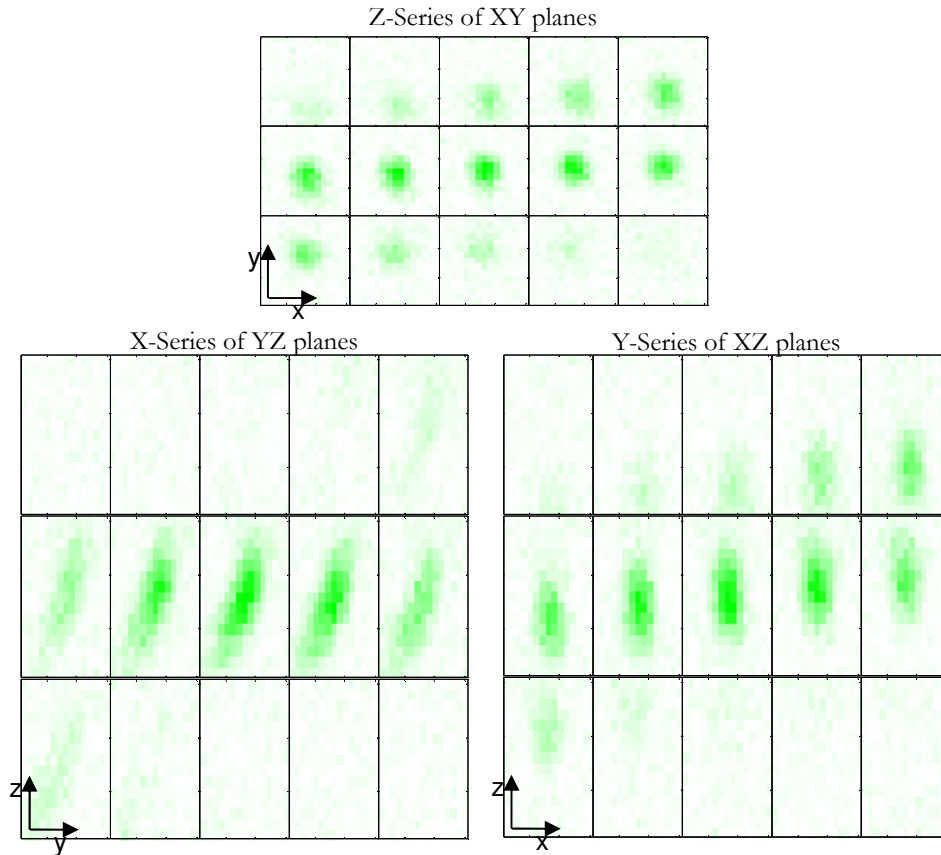 Z-Series of XY planes
y
x
X-Series of YZ planes
Y-Series of XZ planes
z
y
z
x